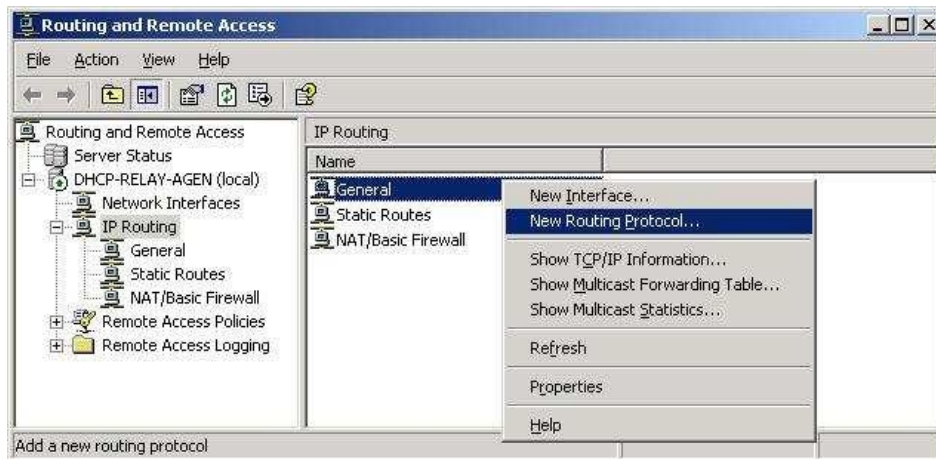 Routing and Remote Access
File Action View Help
Routing and Remote Access
Server Status
DHCP-RELAY-AGEN (local)
Network Interfaces
IP Routing
General
Static Routes
NAT/Basic Firewall
Remote Access Policies
Remote Access Logging
IP Routing
Name
General
Static Routes
NAT/Basic Firewall
New Interface...
New Routing Protocol...
Show TCP/IP Information...
Show Multicast Forwarding Table...
Show Multicast Statistics...
Refresh
Properties
Help
Add a new routing protocol